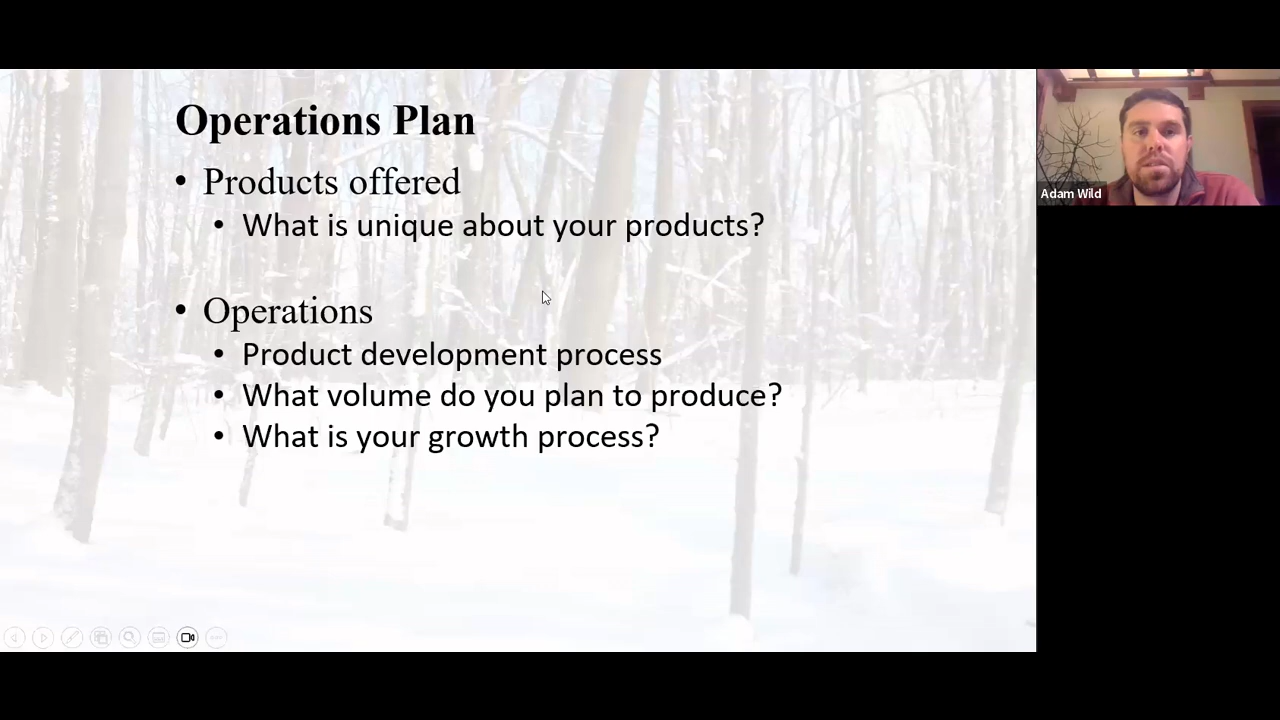 Operations Plan
• Products offered
• What is unique about your products?
• Operations
• Product development process
• What volume do you plan to produce?
• What is your growth process?
Adam Wild